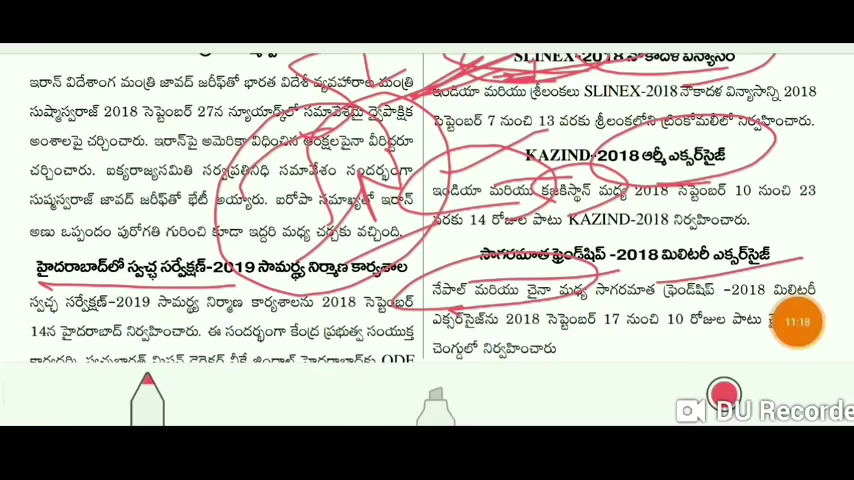 ఇరాన్ విదేశాంగ మంత్రి జావద్ జరీఫ్‌తో భారత విదేశీ వ్యవహారాల మంత్రి
సుష్మాస్వరాజ్ 2018 సెప్టెంబర్ 27న న్యూయార్క్‌లో సమావేశమై ద్వైపాక్షిక
అంశాలపై చర్చించారు. ఇరాన్‌పై అమెరికా విధించిన ఆంక్షలపైనా వీరిద్దరూ
చర్చించారు. ఐక్యరాజ్యసమితి సర్వప్రతినిధి సమావేశం సందర్భంగా
సుష్మస్వరాజ్ జావద్ జరీఫ్‌తో భేటీ అయ్యారు. ఐరోపా సమాఖ్యతో ఇరాన్
అణు ఒప్పందం పురోగతి గురించి కూడా ఇద్దరి మధ్య చర్చకు వచ్చింది.
హైదరాబాద్‌లో స్వచ్ఛ సర్వేక్షణ్-2019 సామర్థ్య నిర్మాణ కార్యశాల
స్వచ్ఛ సర్వేక్షణ్-2019 సామర్థ్య నిర్మాణ కార్యశాలను 2018 సెప్టెంబర్
14న హైదరాబాద్ నిర్వహించారు. ఈ సందర్భంగా కేంద్ర ప్రభుత్వ సంయుక్త
హైదరాబాద్‌కు ODF
SLINEX-2018 నౌకాదళ విన్యాసం
ఇండియా మరియు శ్రీలంకలు SLINEX-2018 నౌకాదళ విన్యాసాన్ని 2018
సెప్టెంబర్ 7 నుంచి 13 వరకు శ్రీలంకలోని ట్రింకోమలీలో నిర్వహించారు.
KAZIND-2018 ఆర్మీ ఎక్సర్‌సైజ్
ఇండియా మరియు కజకిస్థాన్ మధ్య 2018 సెప్టెంబర్ 10 నుంచి 23
వరకు 14 రోజుల పాటు KAZIND-2018 నిర్వహించారు.
సాగరమాత ఫ్రెండ్‌షిప్ -2018 మిలిటరీ ఎక్సర్‌సైజ్
నేపాల్ మరియు చైనా మధ్య సాగరమాత ఫ్రెండ్‌షిప్ -2018 మిలిటరీ
ఎక్సర్‌సైజ్‌ను 2018 సెప్టెంబర్ 17 నుంచి 10 రోజుల పాటు
చెంగ్డులో నిర్వహించారు
11:18
DU Recorde